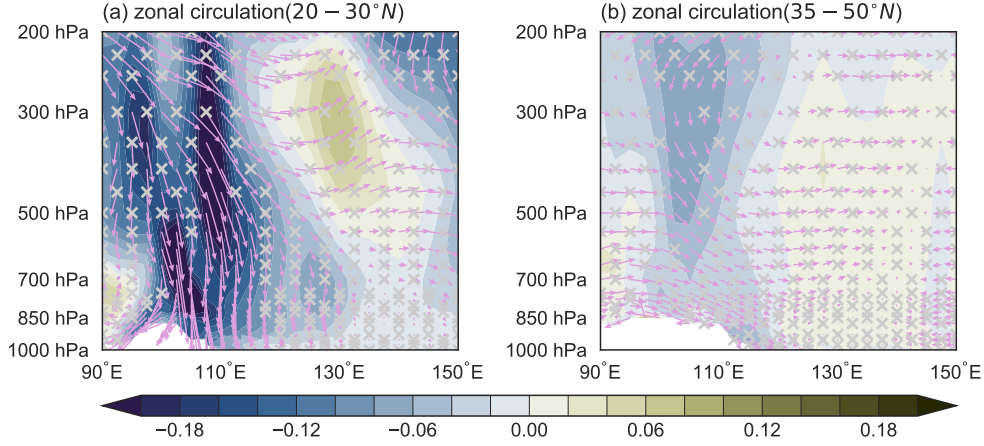 (a) zonal circulation(20 − 30°N)
200 hPa
300 hPa
500 hPa
700 hPa
850 hPa
1000 hPa
90°E 110°E 130°E 150°E
(b) zonal circulation(35 − 50°N)
200 hPa
300 hPa
500 hPa
700 hPa
850 hPa
1000 hPa
90°E 110°E 130°E 150°E
−0.18 −0.12 −0.06 0.00 0.06 0.12 0.18